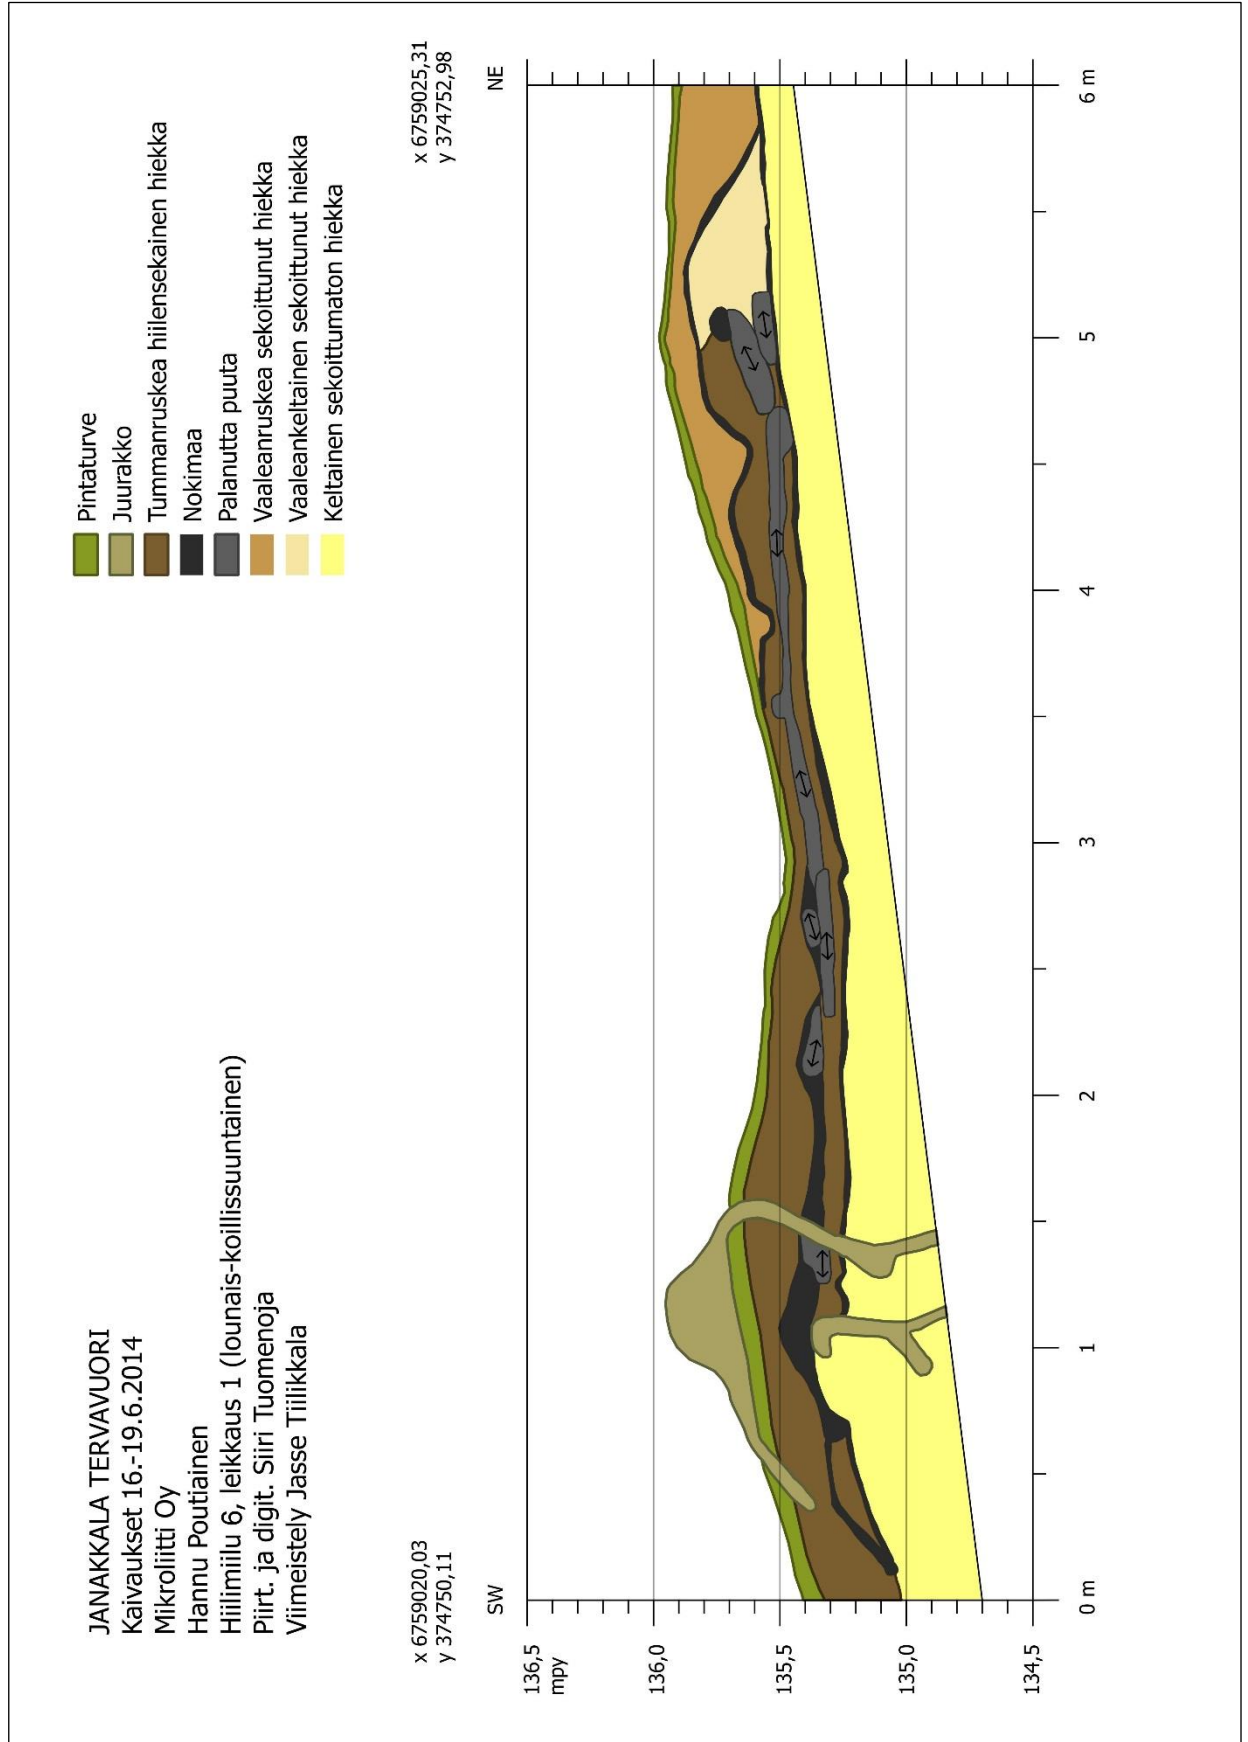 JANAKKALA TERVAVUORI
Kaivaukset 16.-19.6.2014
Mikroliitti Oy
Hannu Poutiainen
Hiilimiilu 6, leikkaus 1 (lounais-koillissuuntainen)
Piirt. ja digit. Siiri Tuomenoja
Viimeistely Jasse Tiilikkala
Pintaturve
Juurakko
Tummanruskea hiilensekainen hiekka
Nokimaa
Palanutta puuta
Vaaleanruskea sekoittunut hiekka
Vaaleankeltainen sekoittunut hiekka
Keltainen sekoittumaton hiekka
x 6759020,03
y 374750,11
x 6759025,31
y 374752,98
SW
NE
136,5
mpy
136,0
135,5
135,0
134,5
0 m
1
2
3
4
5
6 m